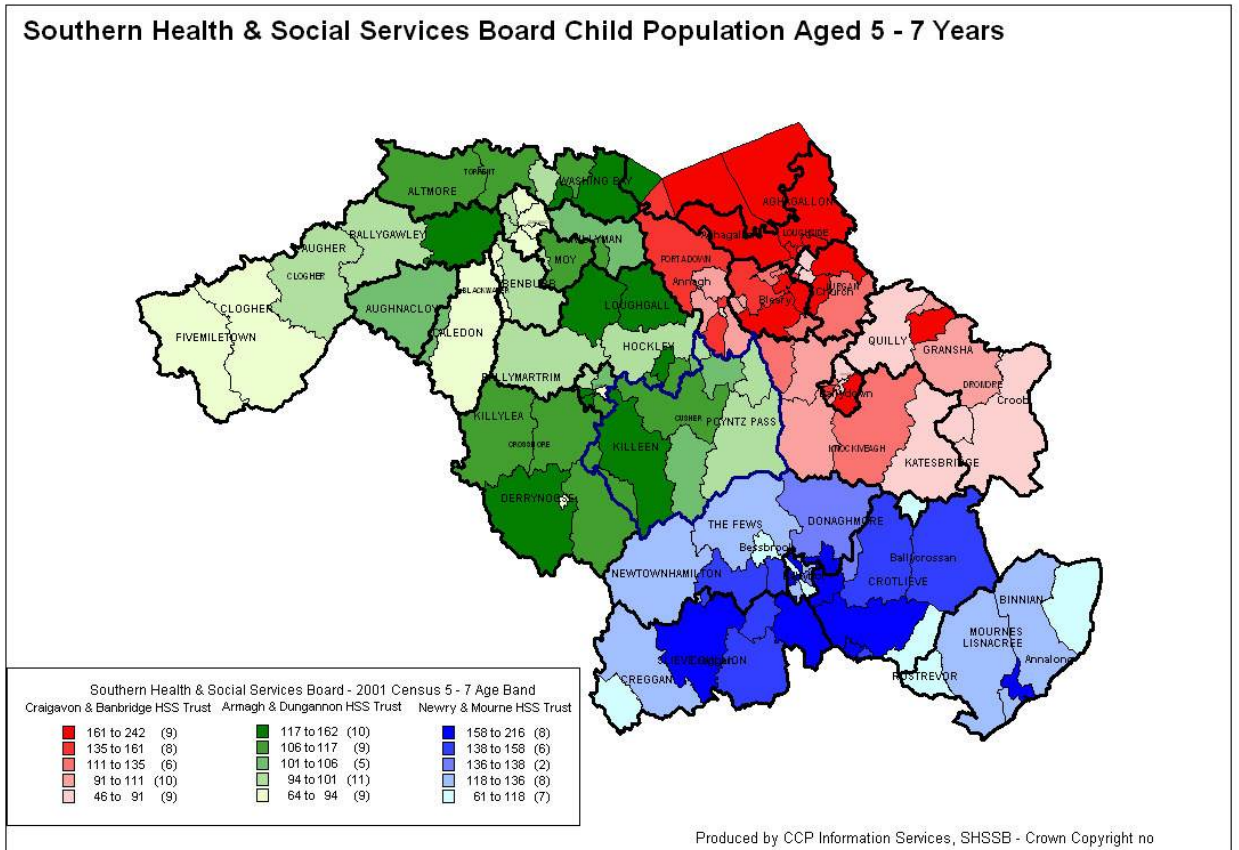 Southern Health & Social Services Board Child Population Aged 5 - 7 Years
TORRENT
WASHING BAY
ALTMORE
AGHAGALLON
BALLYGAWLEY
LOUGHSIDE
AUGHER
PORTADOWN
MOY
CLOGHER
Annagh
BENBURB
Church
Bleary
CLOGHER
LOUGHGALL
AUGHNACLOY
FIVEMILETOWN
CALEDON
QUILLY
HOCKLEY
GRANSHA
BALLYMARTRIM
DROMORE
Croob
KILLYLEA
CUSHER
POYNTZ PASS
CROSSMORE
KILLEEN
KNOCKIVEAGH
KATESBRIDGE
DERRYNOOSE
THE FEWS
DONAGHMORE
Bessbrook
Ballycrossan
NEWTOWNHAMILTON
CROTLIEVE
BINNIAN
MOURNES
LISNACREE
Annalong
CREGGAN
ROSTREVOR
Southern Health & Social Services Board - 2001 Census 5 - 7 Age Band
Craigavon & Banbridge HSS Trust Armagh & Dungannon HSS Trust Newry & Mourne HSS Trust
161 to 242 (9) 117 to 162 (10) 158 to 216 (8)
135 to 161 (8) 106 to 117 (9) 138 to 158 (6)
111 to 135 (6) 101 to 106 (5) 136 to 138 (2)
91 to 111 (10) 94 to 101 (11) 118 to 136 (8)
46 to 91 (9) 64 to 94 (9) 61 to 118 (7)
Produced by CCP Information Services, SHSSB - Crown Copyright no